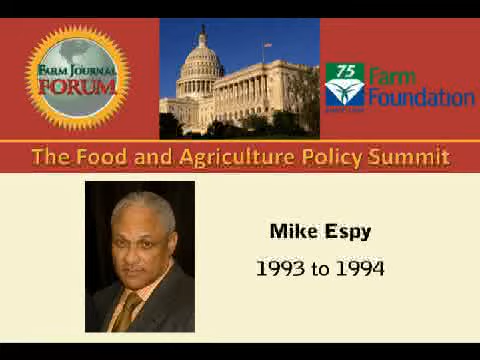 FARM JOURNAL
FORUM
75
Farm
Foundation
The Food and Agriculture Policy Summit
Mike Espy
1993 to 1994